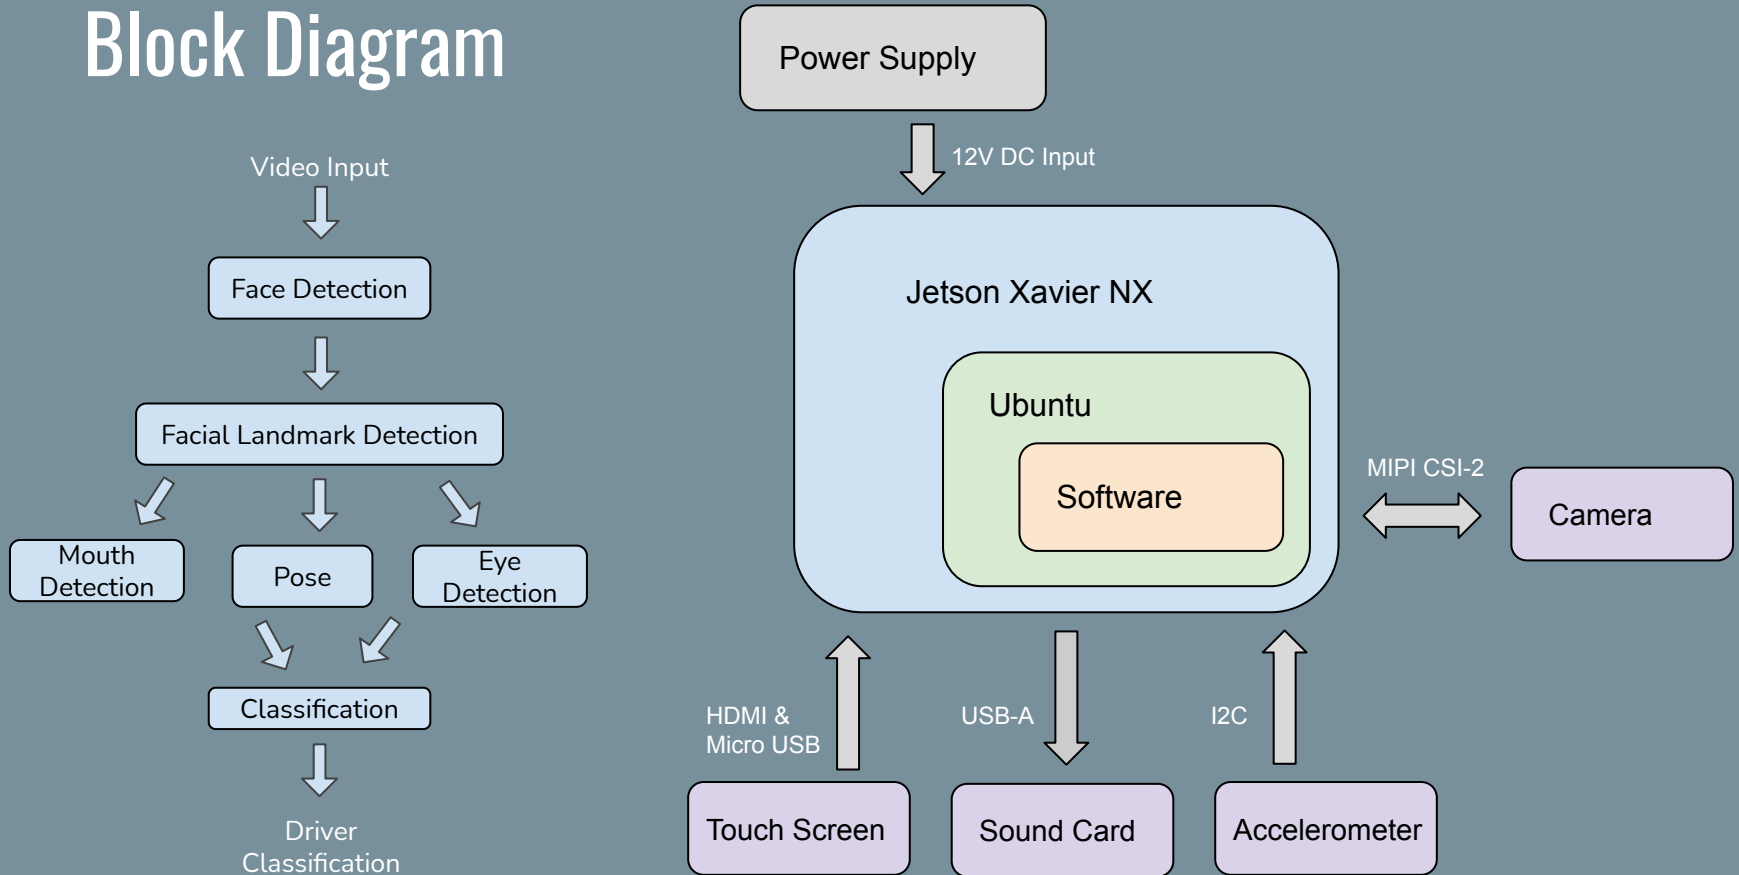 Block Diagram
Video Input
Face Detection
Facial Landmark Detection
Mouth
Detection
Pose
Eye
Detection
Classification
Driver
Classification
Power Supply
12V DC Input
Jetson Xavier NX
Ubuntu
Software
MIPI CSI-2
Camera
HDMI &
Micro USB
USB-A
I2C
Touch Screen
Sound Card
Accelerometer